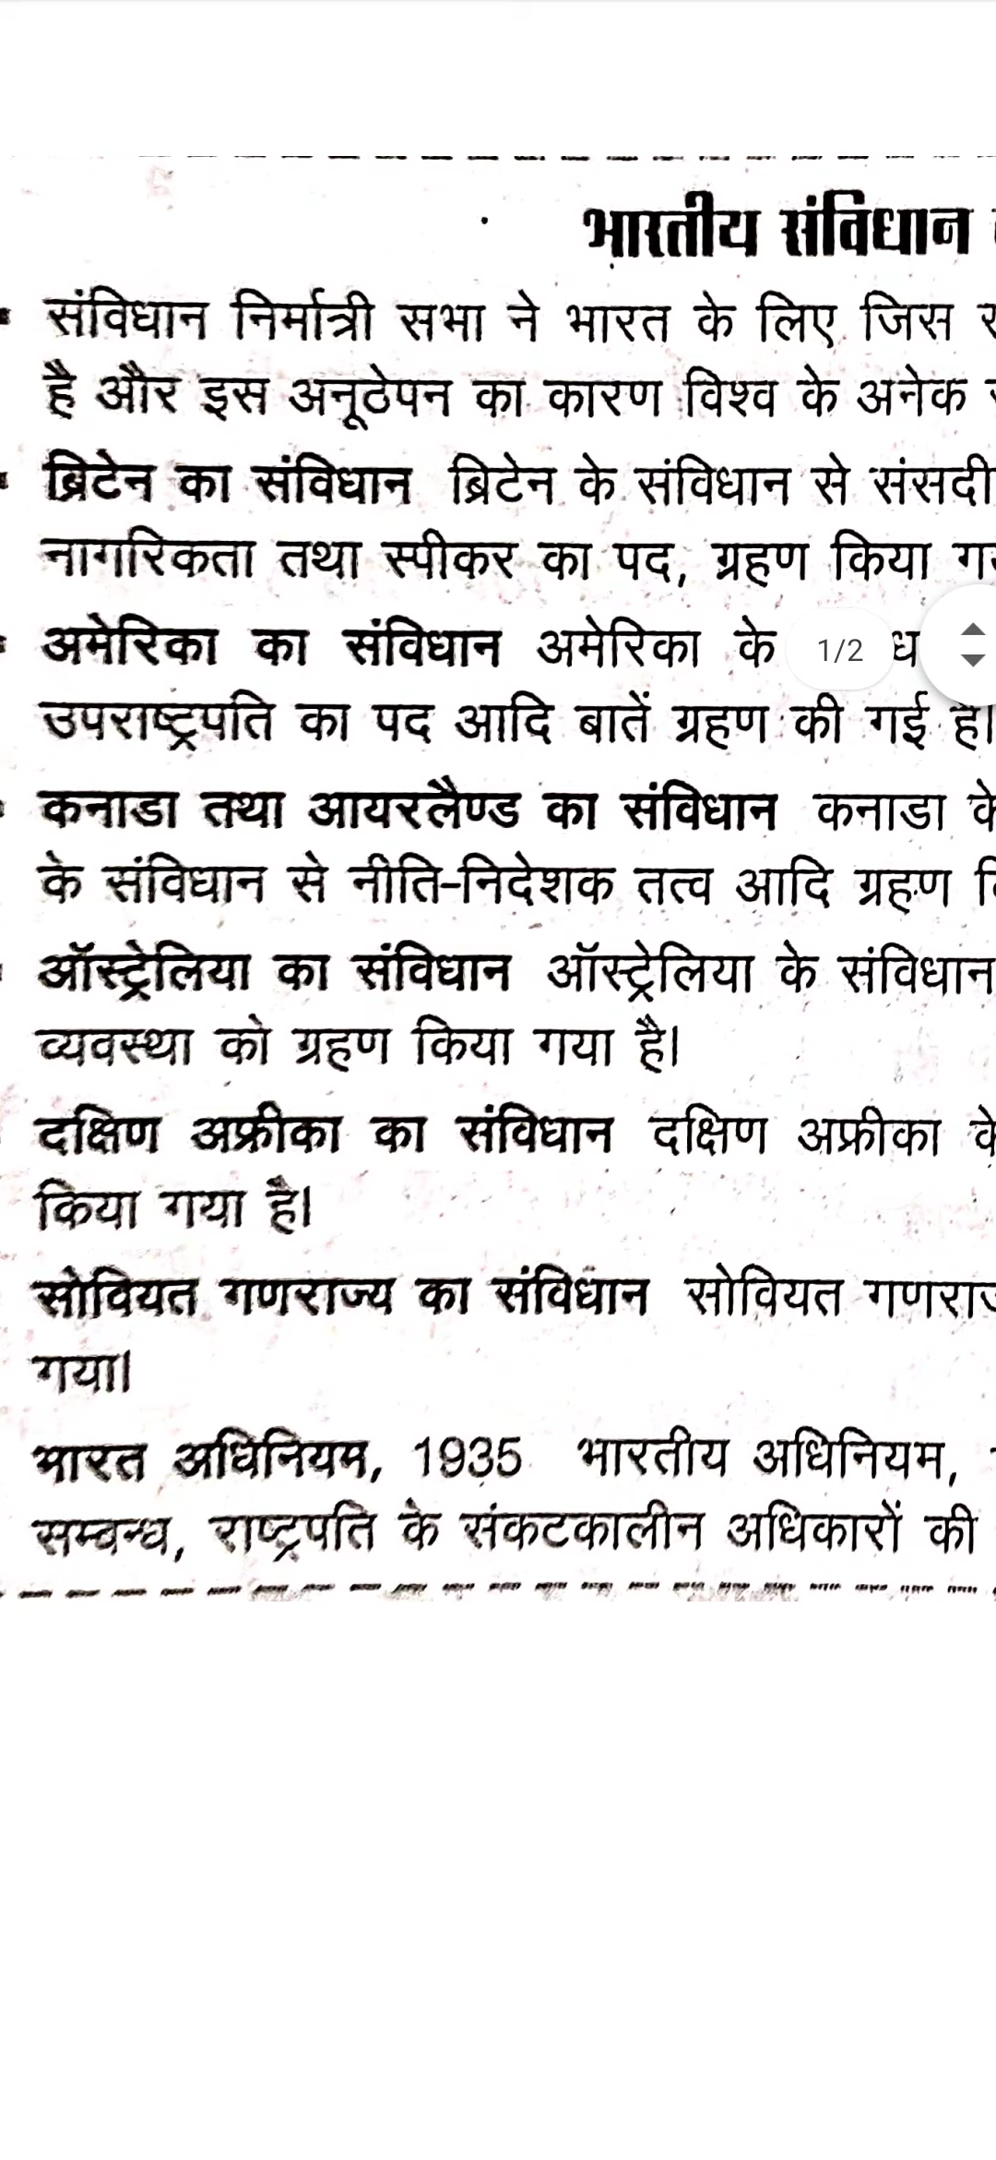 भारतीय संविधान
संविधान निर्मात्री सभा ने भारत के लिए जिस
है और इस अनूठेपन का कारण विश्व के अनेक
ब्रिटेन का संविधान ब्रिटेन के संविधान से संसदी
नागरिकता तथा स्पीकर का पद, ग्रहण किया
अमेरिका का संविधान अमेरिका के 1/2
उपराष्ट्रपति का पद आदि बातें ग्रहण की गई है।
कनाडा तथा आयरलैण्ड का संविधान कनाडा के
के संविधान से नीति-निदेशक तत्व आदि ग्रहण
ऑस्ट्रेलिया का संविधान ऑस्ट्रेलिया के संविधान
व्यवस्था को ग्रहण किया गया है।
दक्षिण अफ्रीका का संविधान दक्षिण अफ्रीका
किया गया है।
सोवियत गणराज्य का संविधान सोवियत
गया।
भारत अधिनियम, 1935 भारतीय अधिनियम,
सम्बन्ध, राष्ट्रपति के संकटकालीन अधिकारों की